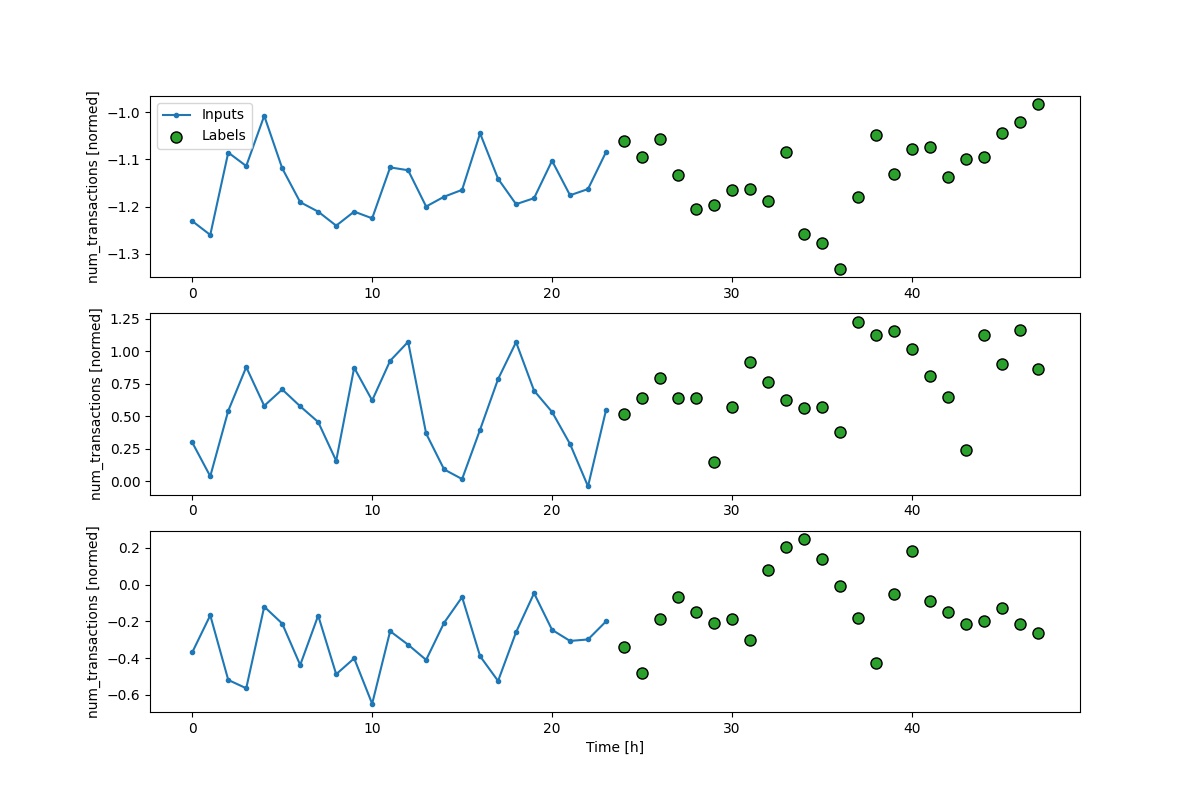 num_transactions [normed]
−1.0
−1.1
−1.2
−1.3
Inputs
Labels
0 10 20 30 40
num_transactions [normed]
1.25
1.00
0.75
0.50
0.25
0.00
0 10 20 30 40
num_transactions [normed]
0.2
0.0
−0.2
−0.4
−0.6
0 10 20 30 40
Time [h]